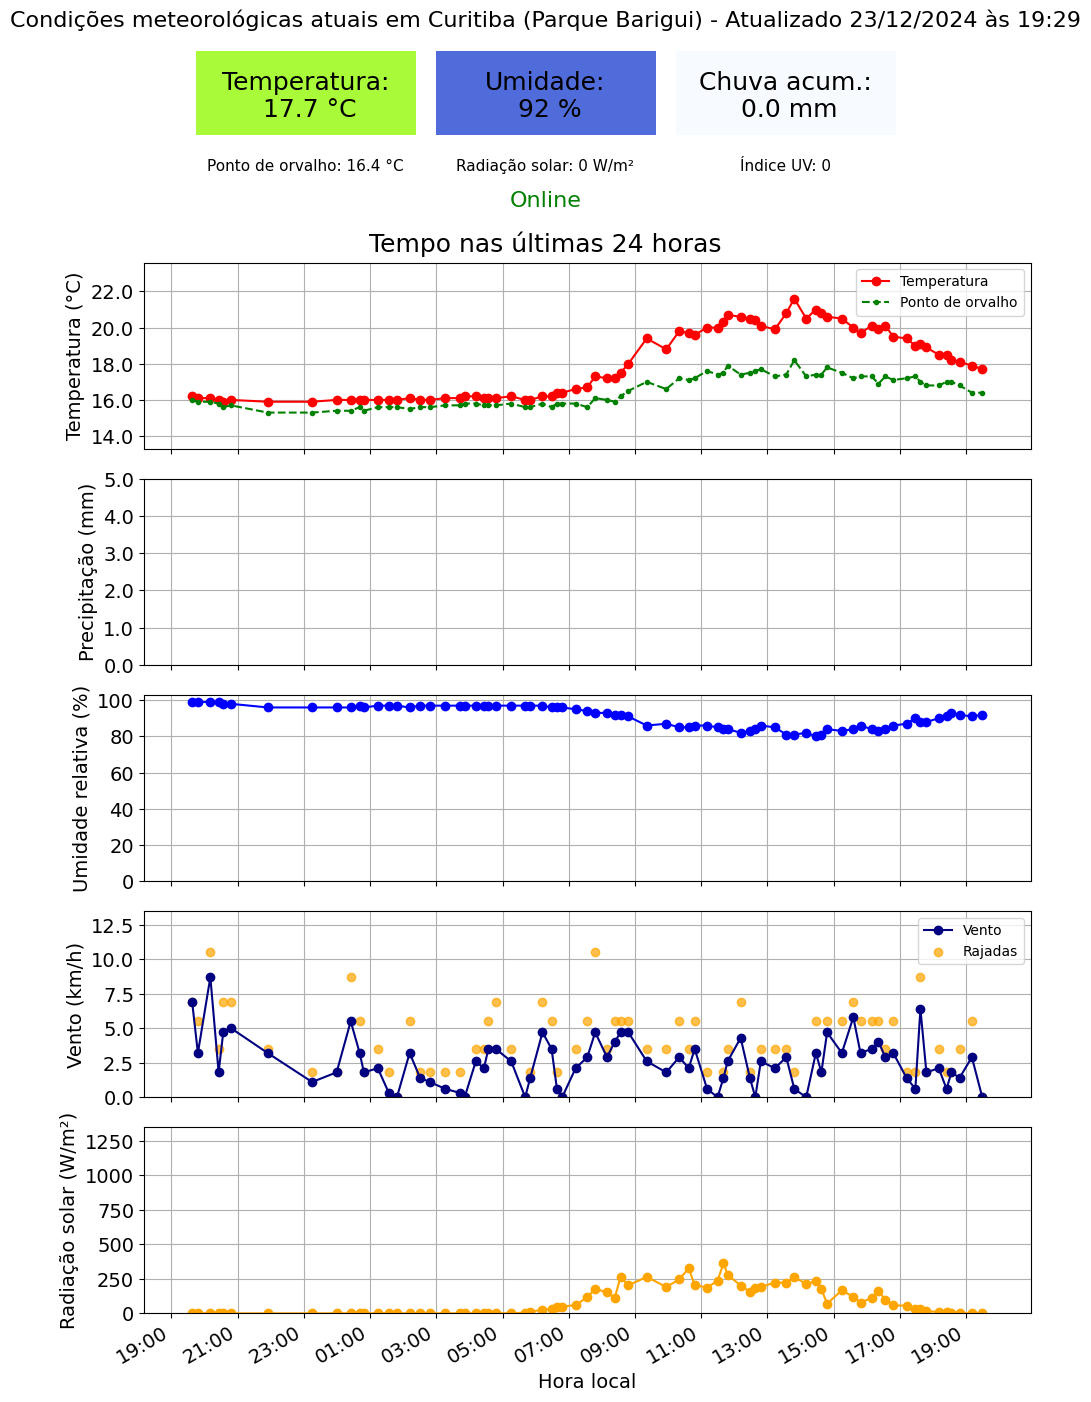 Condições meteorológicas atuais em Curitiba (Parque Barigui) - Atualizado 23/12/2024 às 19:29
Temperatura:
17.7 °C
Umidade:
92 %
Chuva acum.:
0.0 mm
Ponto de orvalho: 16.4 °C
Radiação solar: 0 W/m²
Índice UV: 0
Online
Tempo nas últimas 24 horas
Temperatura (°C)
22.0
20.0
18.0
16.0
14.0
Temperatura
Ponto de orvalho
Precipitação (mm)
5.0
4.0
3.0
2.0
1.0
0.0
Umidade relativa (%)
100
80
60
40
20
0
Vento (km/h)
12.5
10.0
7.5
5.0
2.5
0.0
Vento
Rajadas
Radiação solar (W/m²)
1250
1000
750
500
250
0
19:00
21:00
23:00
01:00
03:00
05:00
07:00
09:00
11:00
13:00
15:00
17:00
19:00
Hora local